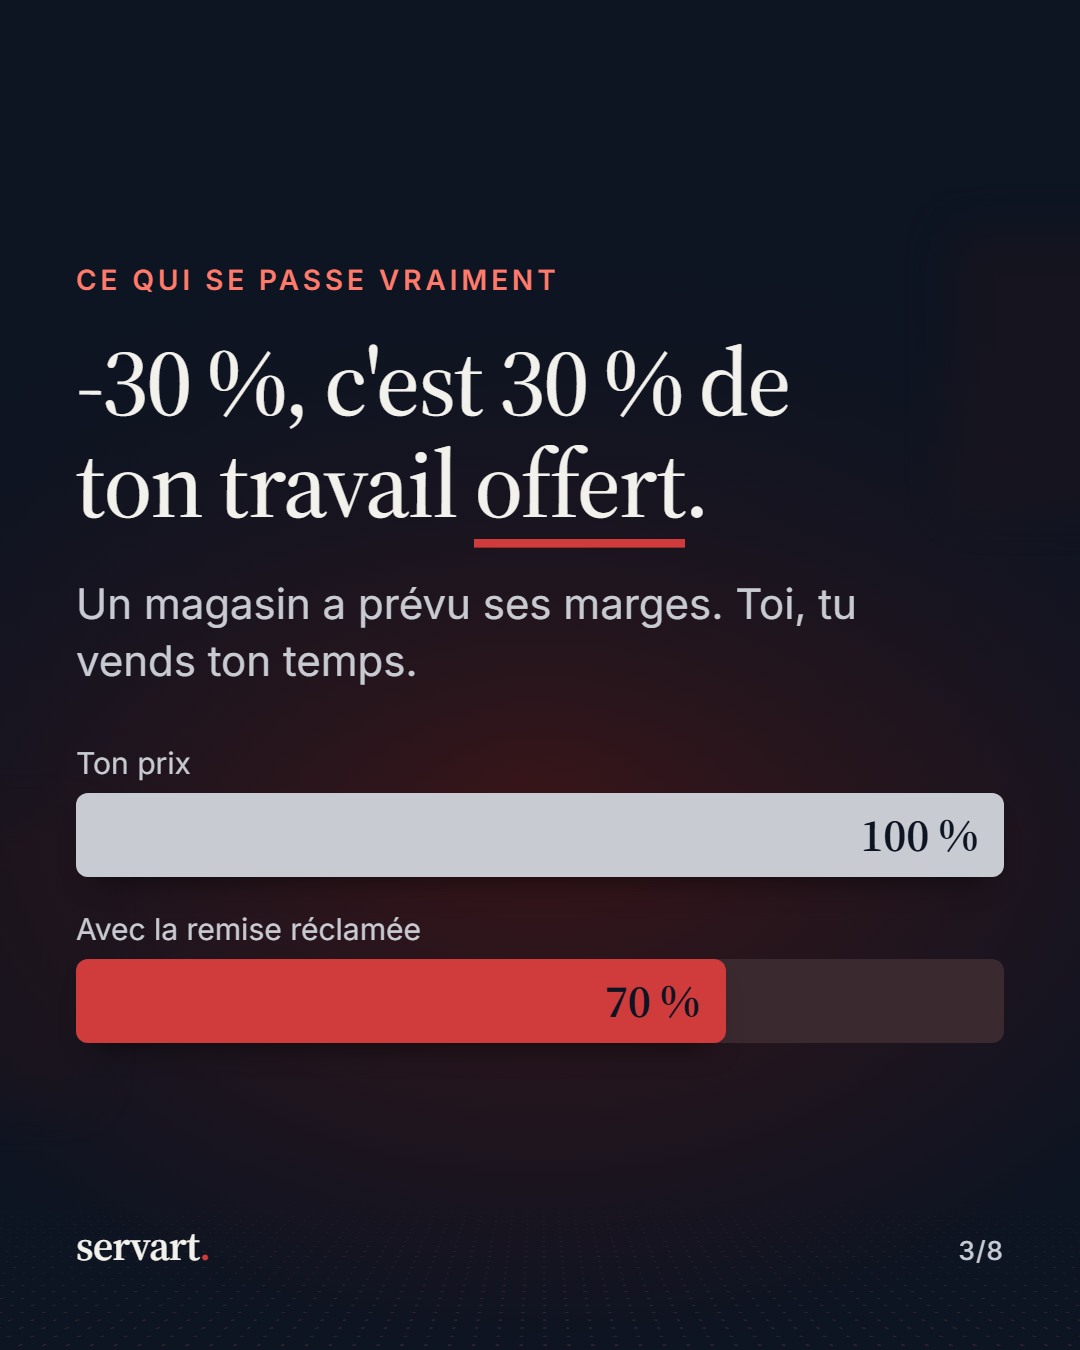 CE QUI SE PASSE VRAIMENT
-30 %, c'est 30 % de
ton travail offert.
Un magasin a prévu ses marges. Toi, tu
vends ton temps.
Ton prix
100 %
Avec la remise réclamée
70 %
servart.
3/8